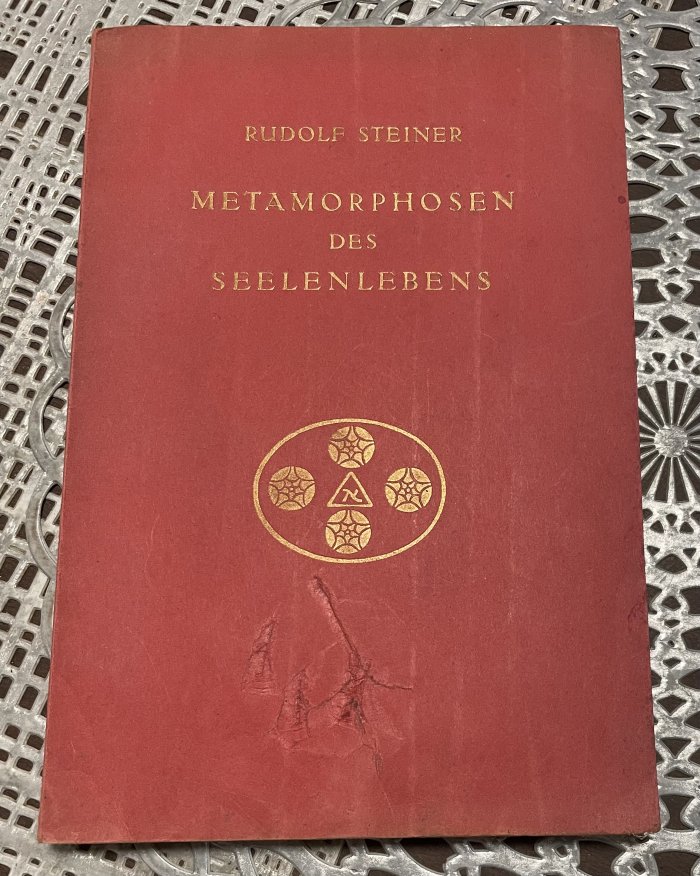 RUDOLF STEINER
METAMORPHOSEN
DES
SEELENLEBENS